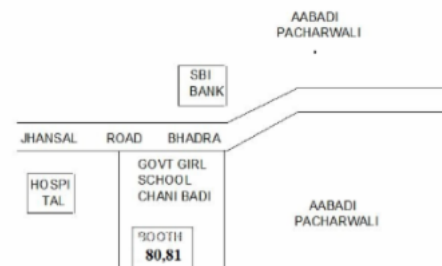 AABADI
PACHARWALI
SBI
BANK
JHANSAL ROAD BHADRA
GOVT GIRL
SCHOOL
CHANI BADI
HOSPI
TAL
AABADI
PACHARWALI
BOOTH
80,81